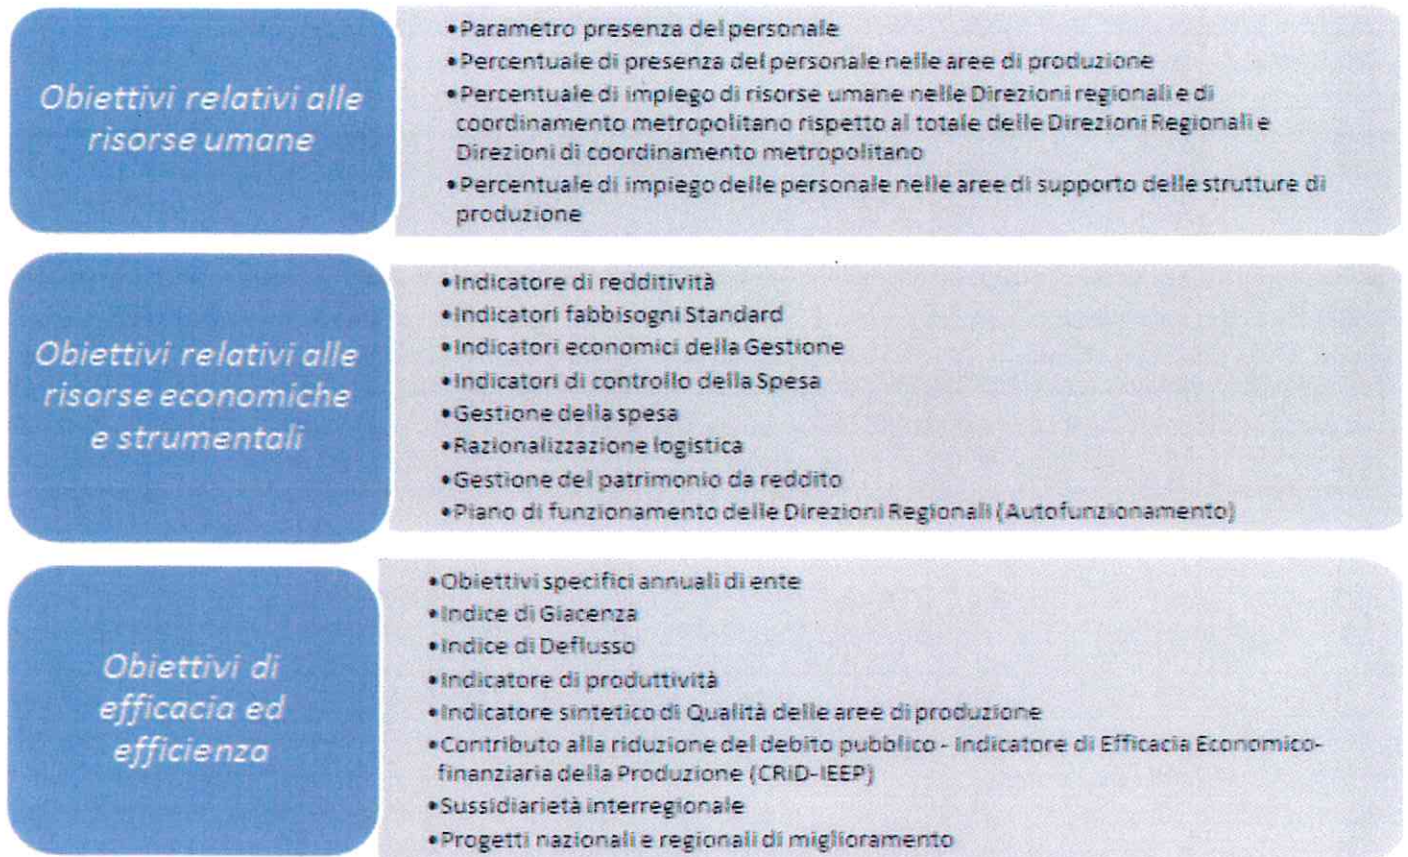 Obiettivi relativi alle
risorse umane
•Parametro presenza del personale
•Percentuale di presenza del personale nelle aree di produzione
•Percentuale di impiego di risorse umane nelle Direzioni regionali e di
coordinamento metropolitano rispetto al totale delle Direzioni Regionali e
Direzioni di coordinamento metropolitano
•Percentuale di impiego delle personale nelle aree di supporto delle strutture di
produzione
Obiettivi relativi alle
risorse economiche
e strumentali
•Indicatore di redditività
•Indicatori fabbisogni Standard
•Indicatori economici della Gestione
•Indicatori di controllo della Spesa
•Gestione della spesa
•Razionalizzazione logistica
•Gestione del patrimonio da reddito
•Piano di funzionamento delle Direzioni Regionali (Autofunzionamento)
Obiettivi di
efficacia ed
efficienza
•Obiettivi specifici annuali di ente
•Indice di Giacenza
•Indice di Deflusso
•Indicatore di produttività
•Indicatore sintetico di Qualità delle aree di produzione
•Contributo alla riduzione del debito pubblico - Indicatore di Efficacia Economico-
finanziaria della Produzione (CRID-IEEP)
•Sussidiarietà interregionale
•Progetti nazionali e regionali di miglioramento